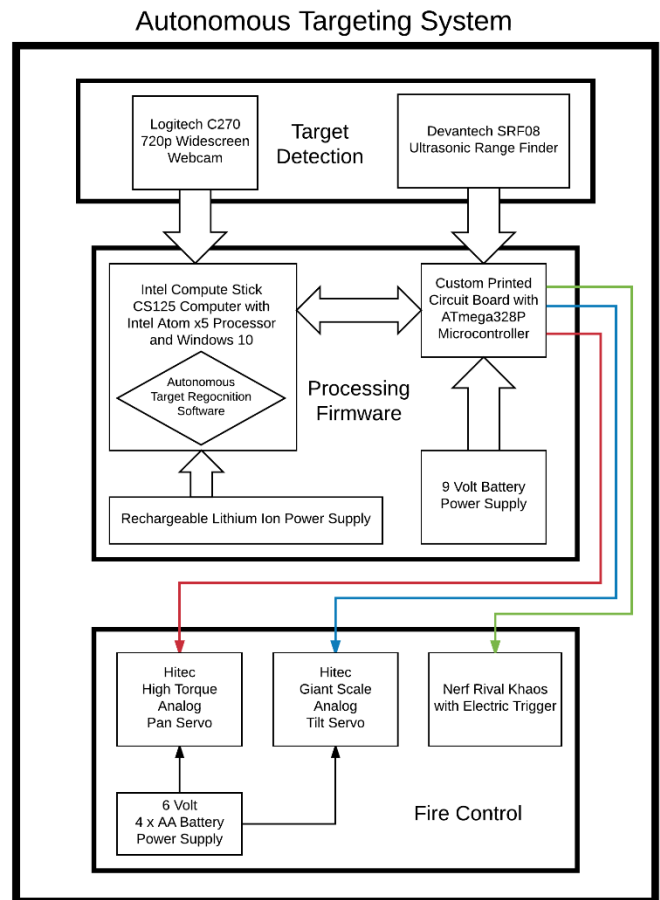 Autonomous Targeting System
Logitech C270
720p Widescreen
Webcam
Target
Detection
Devantech SRF08
Ultrasonic Range Finder
Intel Compute Stick
CS125 Computer with
Intel Atom x5 Processor
and Windows 10
Autonomous
Target Regocnition
Software
Custom Printed
Circuit Board with
ATmega328P
Microcontroller
Processing
Firmware
Rechargeable Lithium Ion Power Supply
9 Volt Battery
Power Supply
Hitec
High Torque
Analog
Pan Servo
Hitec
Giant Scale
Analog
Tilt Servo
Nerf Rival Khaos
with Electric Trigger
6 Volt
4 x AA Battery
Power Supply
Fire Control